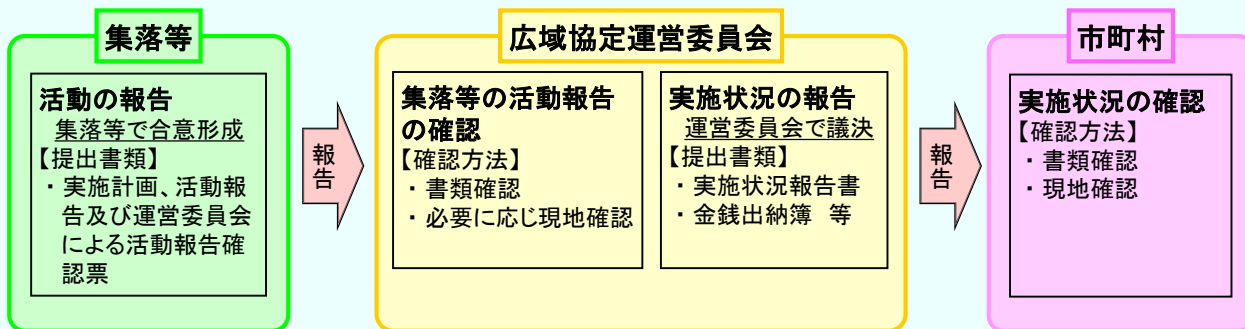 集落等
活動の報告
集落等で合意形成
【提出書類】
・実施計画、活動報
告及び運営委員会
による活動報告確
認票
報告
広域協定運営委員会
集落等の活動報告
の確認
【確認方法】
・書類確認
・必要に応じ現地確認
実施状況の報告
運営委員会で議決
【提出書類】
・実施状況報告書
・金銭出納簿　等
報告
市町村
実施状況の確認
【確認方法】
・書類確認
・現地確認